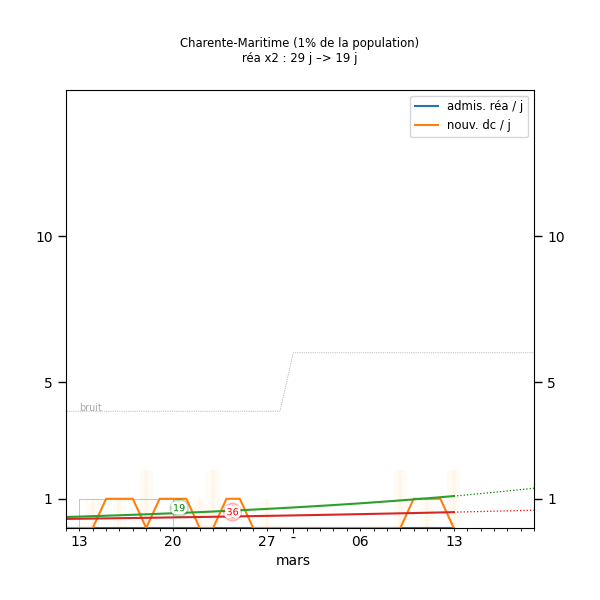 Charente-Maritime (1% de la population)
réa x2 : 29 j –> 19 j
admis. réa / j
nouv. dc / j
10
10
5
5
bruit
1
1
19
36
13
20
27
-
06
13
mars